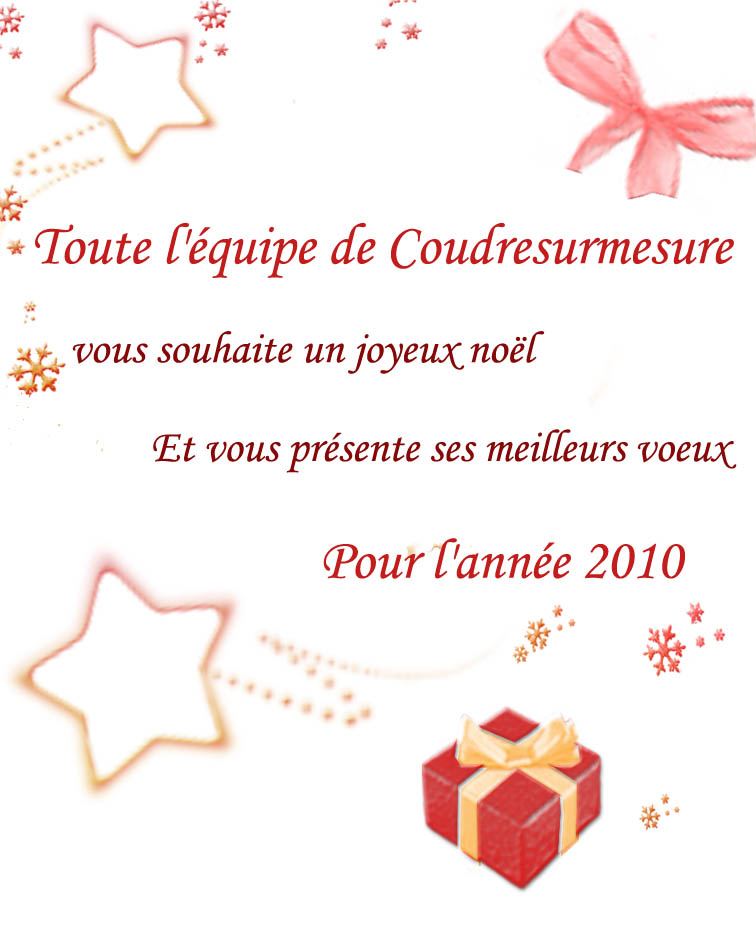 Toute l'équipe de Coudresurmesure
vous souhaite un joyeux noël
Et vous présente ses meilleurs voeux
Pour l'année 2010